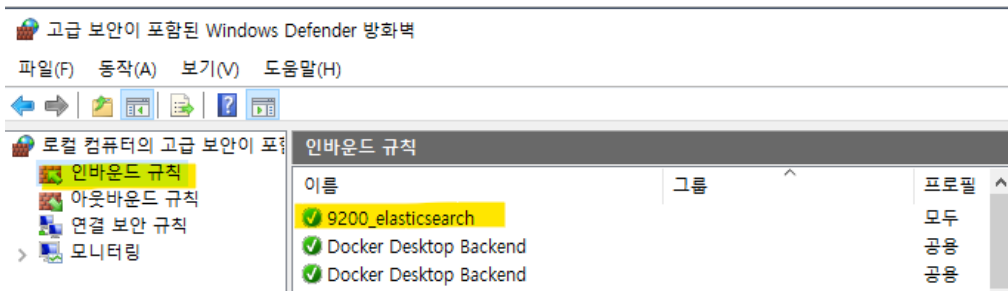 고급 보안이 포함된 Windows Defender 방화벽
파일(F) 동작(A) 보기(V) 도움말(H)
로컬 컴퓨터의 고급 보안이 포함
인바운드 규칙
아웃바운드 규칙
연결 보안 규칙
모니터링
인바운드 규칙
이름 그룹 프로필
9200_elasticsearch 모두
Docker Desktop Backend 공용
Docker Desktop Backend 공용